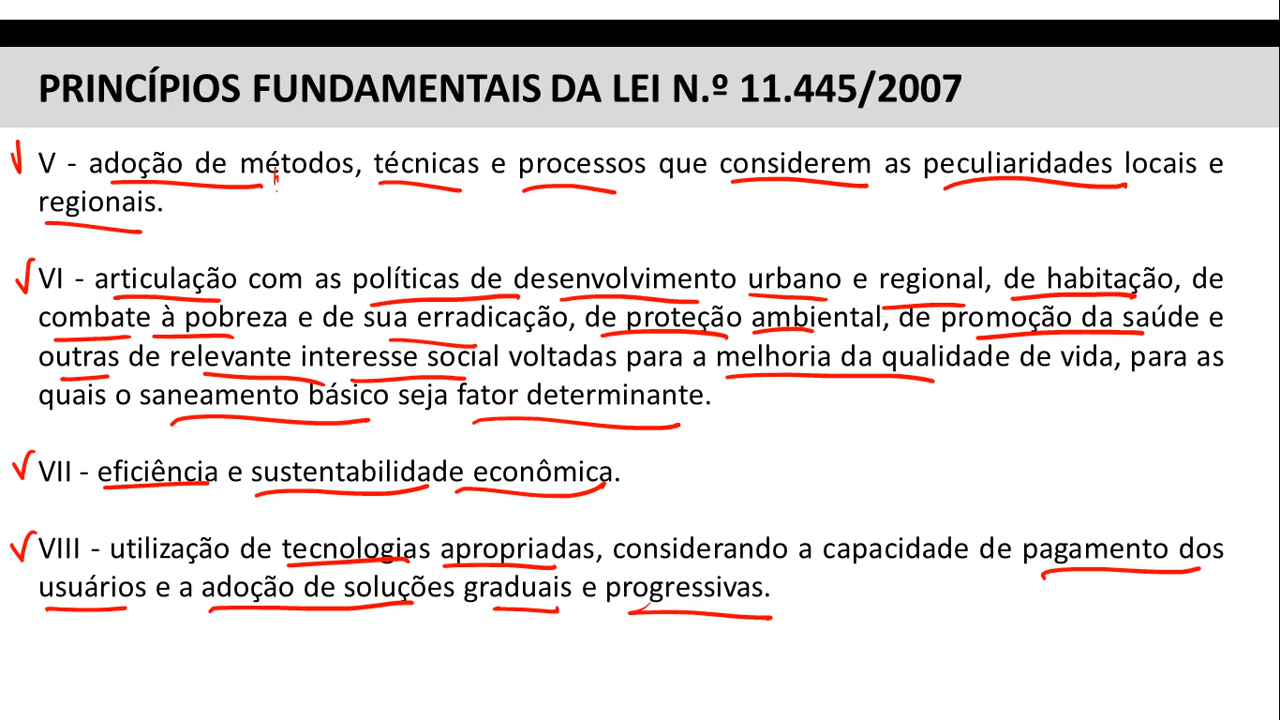 PRINCÍPIOS FUNDAMENTAIS DA LEI N.º 11.445/2007
V - adoção de métodos, técnicas e processos que considerem as peculiaridades locais e
regionais.
VI - articulação com as políticas de desenvolvimento urbano e regional, de habitação, de
combate à pobreza e de sua erradicação, de proteção ambiental, de promoção da saúde e
outras de relevante interesse social voltadas para a melhoria da qualidade de vida, para as
quais o saneamento básico seja fator determinante.
VII - eficiência e sustentabilidade econômica.
VIII - utilização de tecnologias apropriadas, considerando a capacidade de pagamento dos
usuários e a adoção de soluções graduais e progressivas.